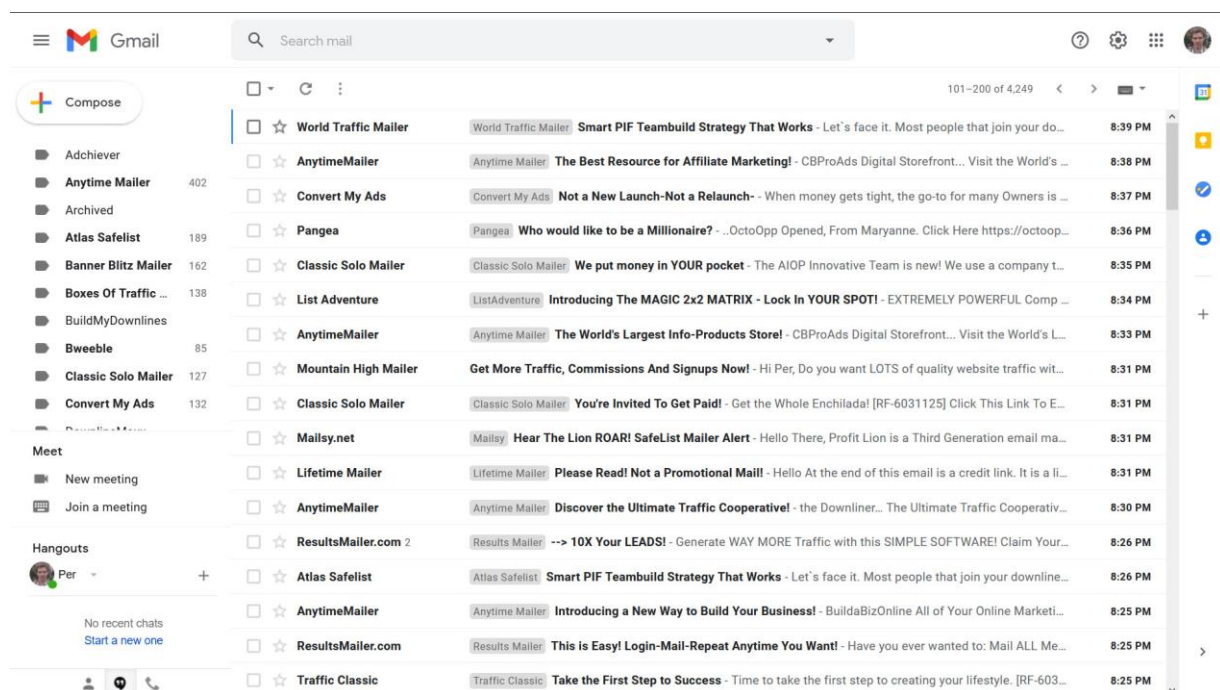 Gmail
Search mail
Compose
101–200 of 4,249
Adchiever
Anytime Mailer 402
Archived
Atlas Safelist 189
Banner Blitz Mailer 162
Boxes Of Traffic ... 138
BuildMyDownlines
Bweeble 85
Classic Solo Mailer 127
Convert My Ads 132
Meet
New meeting
Join a meeting
Hangouts
Per
No recent chats
Start a new one
World Traffic Mailer World Traffic Mailer Smart PIF Teambuild Strategy That Works - Let`s face it. Most people that join your do... 8:39 PM
AnytimeMailer Anytime Mailer The Best Resource for Affiliate Marketing! - CBProAds Digital Storefront... Visit the World's ... 8:38 PM
Convert My Ads Convert My Ads Not a New Launch-Not a Relaunch- - When money gets tight, the go-to for many Owners is ... 8:37 PM
Pangea Pangea Who would like to be a Millionaire? - ..OctoOpp Opened, From Maryanne. Click Here https://octoop... 8:36 PM
Classic Solo Mailer Classic Solo Mailer We put money in YOUR pocket - The AIOP Innovative Team is new! We use a company t... 8:35 PM
List Adventure ListAdventure Introducing The MAGIC 2x2 MATRIX - Lock In YOUR SPOT! - EXTREMELY POWERFUL Comp ... 8:34 PM
AnytimeMailer Anytime Mailer The World's Largest Info-Products Store! - CBProAds Digital Storefront... Visit the World's L... 8:33 PM
Mountain High Mailer Get More Traffic, Commissions And Signups Now! - Hi Per, Do you want LOTS of quality website traffic wit... 8:31 PM
Classic Solo Mailer Classic Solo Mailer You're Invited To Get Paid! - Get the Whole Enchilada! [RF-6031125] Click This Link To E... 8:31 PM
Mailsy.net Mailsy Hear The Lion ROAR! SafeList Mailer Alert - Hello There, Profit Lion is a Third Generation email ma... 8:31 PM
Lifetime Mailer Lifetime Mailer Please Read! Not a Promotional Mail! - Hello At the end of this email is a credit link. It is a li... 8:31 PM
AnytimeMailer Anytime Mailer Discover the Ultimate Traffic Cooperative! - the Downliner... The Ultimate Traffic Cooperativ... 8:30 PM
ResultsMailer.com 2 Results Mailer --> 10X Your LEADS! - Generate WAY MORE Traffic with this SIMPLE SOFTWARE! Claim Your... 8:26 PM
Atlas Safelist Atlas Safelist Smart PIF Teambuild Strategy That Works - Let`s face it. Most people that join your downline... 8:26 PM
AnytimeMailer Anytime Mailer Introducing a New Way to Build Your Business! - BuildaBizOnline All of Your Online Marketi... 8:25 PM
ResultsMailer.com Results Mailer This is Easy! Login-Mail-Repeat Anytime You Want! - Have you ever wanted to: Mail ALL Me... 8:25 PM
Traffic Classic Traffic Classic Take the First Step to Success - Time to take the first step to creating your lifestyle. [RF-603... 8:25 PM
31